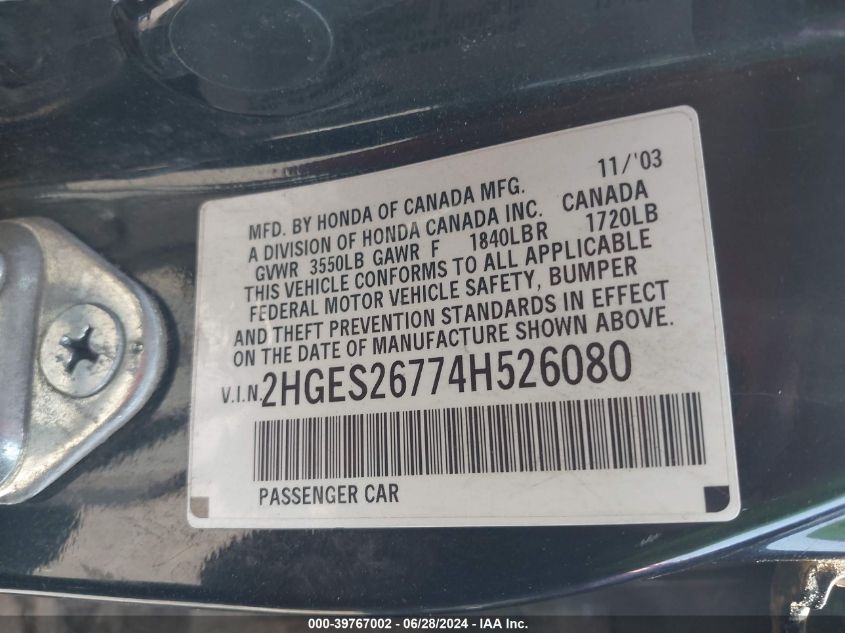 11/'03
MFD. BY HONDA OF CANADA MFG.
A DIVISION OF HONDA CANADA INC. CANADA
GVWR 3550LB GAWR F 1840LBR 1720LB
THIS VEHICLE CONFORMS TO ALL APPLICABLE
FEDERAL MOTOR VEHICLE SAFETY, BUMPER
AND THEFT PREVENTION STANDARDS IN EFFECT
ON THE DATE OF MANUFACTURE SHOWN ABOVE.
V.I.N. 2HGES26774H526080
PASSENGER CAR
000-39767002 / 06/28/2024 - 1H526080